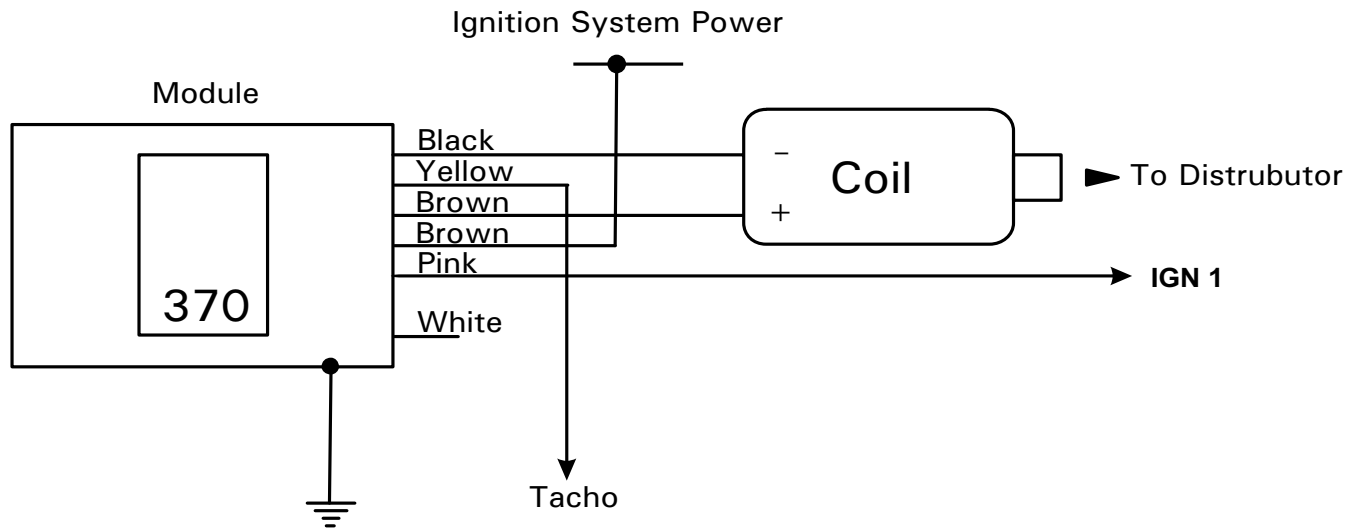 Ignition System Power
Module
Black
Yellow
Brown
Brown
Pink
White
370
-
+
Coil
To Distrubutor
IGN 1
Tacho